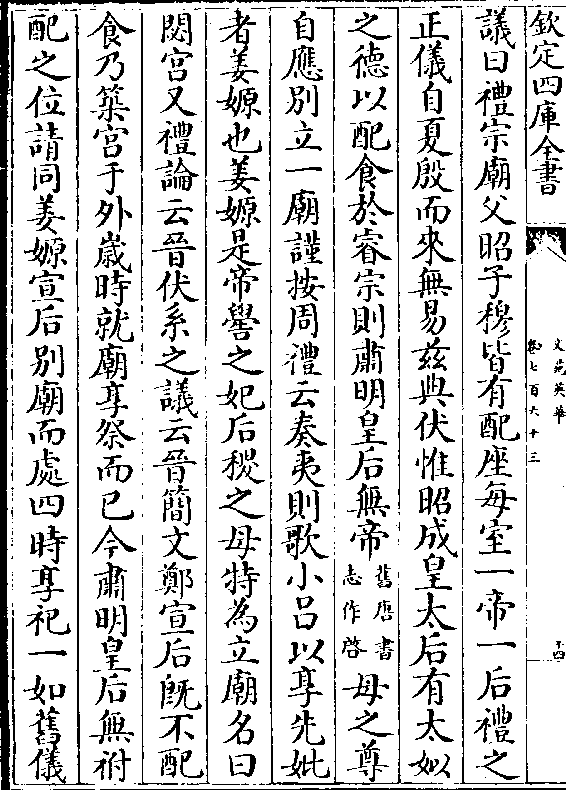 欽定四庫全書
文苑英華
卷七百六十三
議曰禮宗廟父昭子穆皆有配座每室一帝一后禮之
正儀自夏殷而來無易兹典伏惟昭成皇太后有太姒
之德以配食於睿宗則肅明皇后無帝舊唐書志作啓母之尊
自應别立一廟謹按周禮云奏夷則歌小吕以享先妣
者姜嫄也姜嫄是帝嚳之妃后稷之母特為立廟名曰
閟宫又禮論云晉伏系之議云晉簡文鄭宣后旣不配
食乃築宫于外歳時就廟享祭而已今肅明皇后無祔
配之位請同姜嫄宣后别廟而處四時享祀一如舊儀